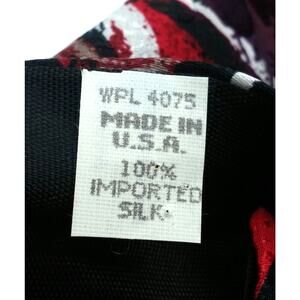 WPL 4075
MADE IN
U.S.A.
100%
IMPORTED
SILK